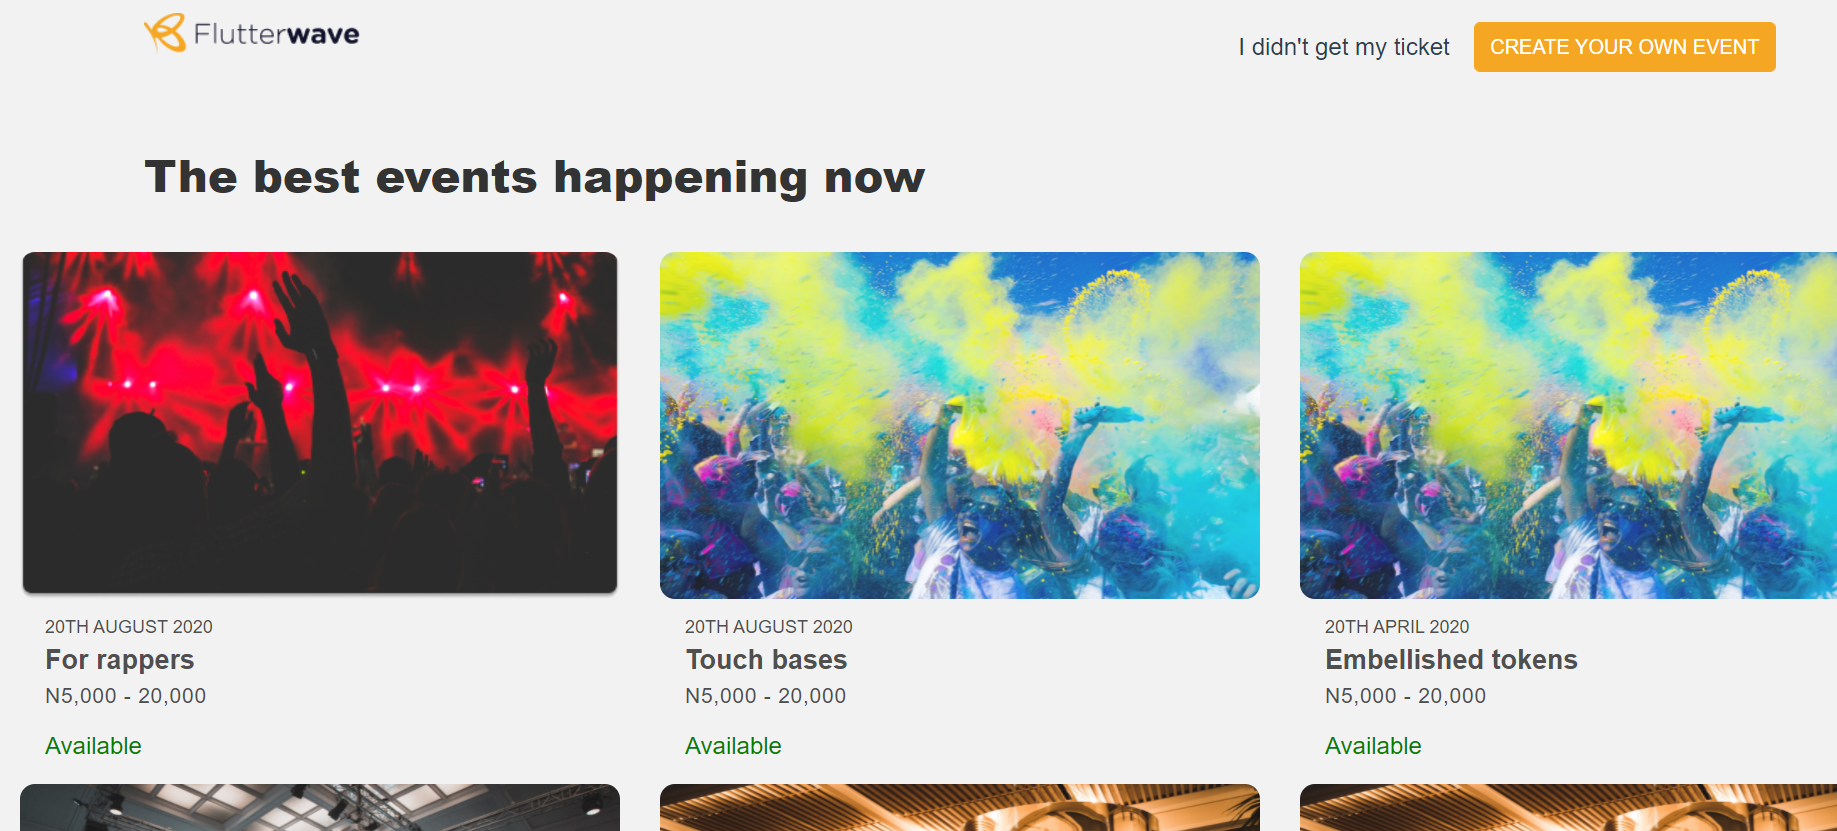 Flutterwave
I didn't get my ticket
CREATE YOUR OWN EVENT
The best events happening now
20TH AUGUST 2020
For rappers
N5,000 - 20,000
Available
20TH AUGUST 2020
Touch bases
N5,000 - 20,000
Available
20TH APRIL 2020
Embellished tokens
N5,000 - 20,000
Available